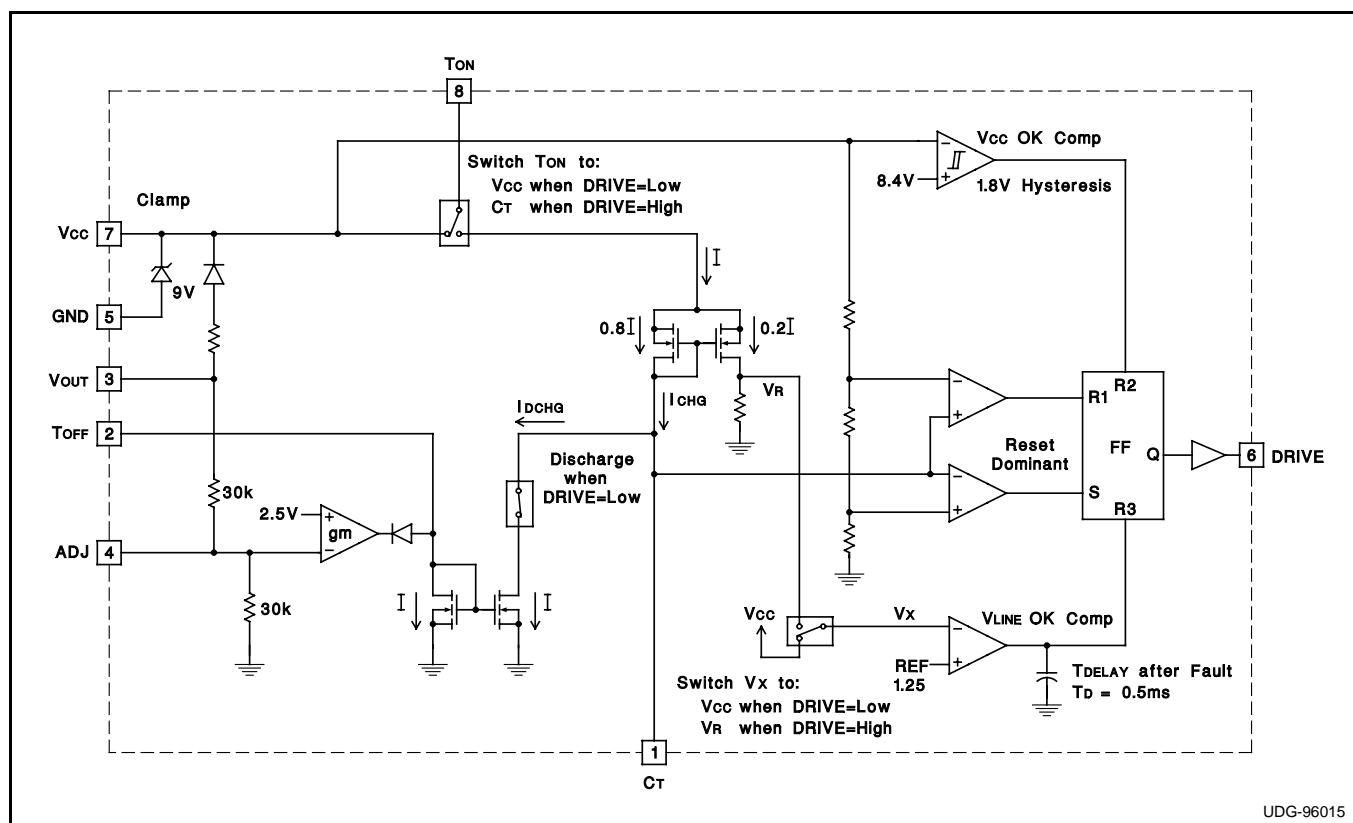 TON
8
Switch TON to:
VCC when DRIVE=Low
CT when DRIVE=High
VCC OK Comp
8.4V
1.8V Hysteresis
Clamp
VCC 7
9V
GND 5
I
0.8I
0.2I
VOUT 3
VR
IDCHG
ICHG
TOFF 2
Discharge
when
DRIVE=Low
Reset
Dominant
R1
R2
FF
Q
S
R3
6 DRIVE
30k
2.5V
gm
ADJ 4
30k
I
I
VCC
VX
VLINE OK Comp
REF
1.25
TDELAY after Fault
TD = 0.5ms
Switch VX to:
VCC when DRIVE=Low
VR when DRIVE=High
1
CT
UDG-96015